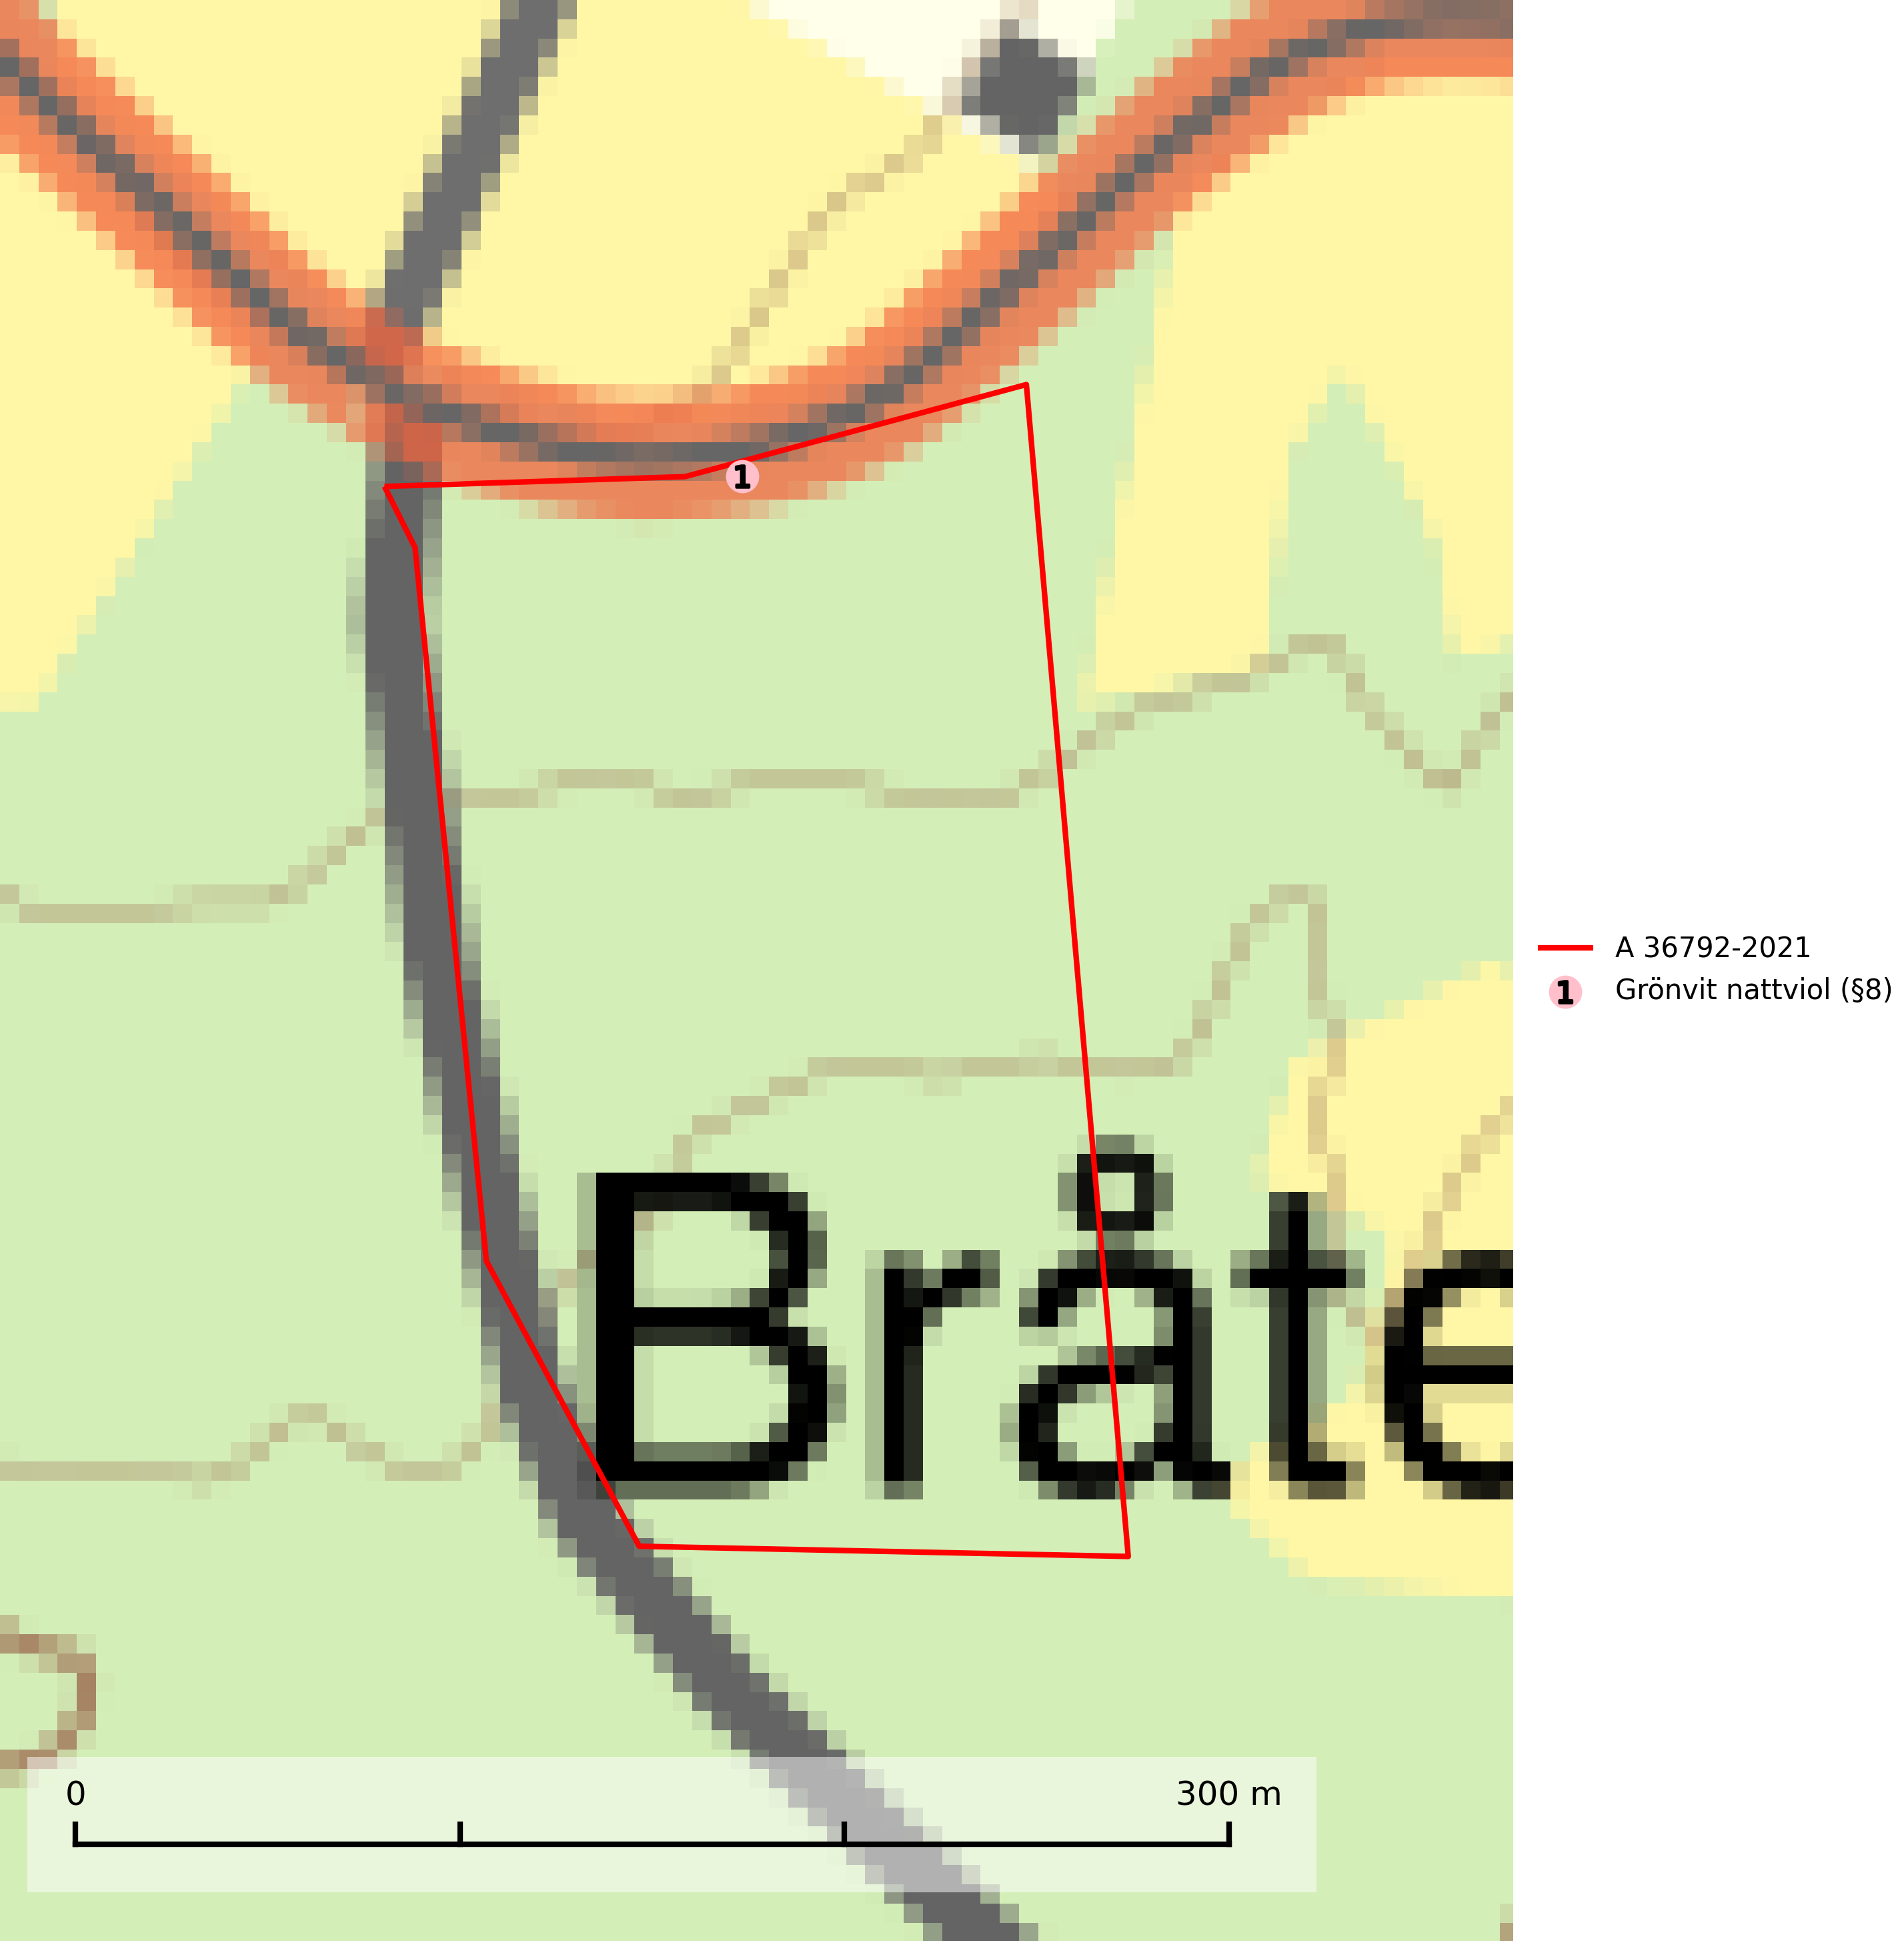 1
A 36792-2021
1 Grönvit nattviol (§8)
Bråte
0 300 m